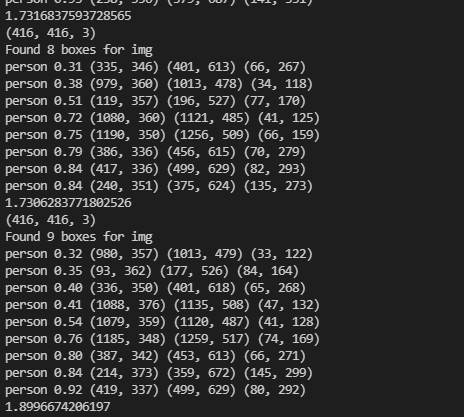 1.7316837593728565
(416, 416, 3)
Found 8 boxes for img
person 0.31 (335, 346) (401, 613) (66, 267)
person 0.38 (979, 360) (1013, 478) (34, 118)
person 0.51 (119, 357) (196, 527) (77, 170)
person 0.72 (1080, 360) (1121, 485) (41, 125)
person 0.75 (1190, 350) (1256, 509) (66, 159)
person 0.79 (386, 336) (456, 615) (70, 279)
person 0.84 (417, 336) (499, 629) (82, 293)
person 0.84 (240, 351) (375, 624) (135, 273)
1.7306283771802526
(416, 416, 3)
Found 9 boxes for img
person 0.32 (980, 357) (1013, 479) (33, 122)
person 0.35 (93, 362) (177, 526) (84, 164)
person 0.40 (336, 350) (401, 618) (65, 268)
person 0.41 (1088, 376) (1135, 508) (47, 132)
person 0.54 (1079, 359) (1120, 487) (41, 128)
person 0.76 (1185, 348) (1259, 517) (74, 169)
person 0.80 (387, 342) (453, 613) (66, 271)
person 0.84 (214, 373) (359, 672) (145, 299)
person 0.92 (419, 337) (499, 629) (80, 292)
1.8996674206197